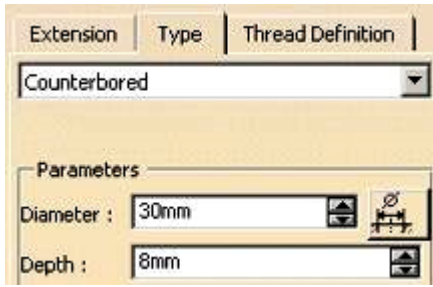 Extension Type Thread Definition
Counterbored
Parameters
Diameter : 30mm
Depth : 8mm